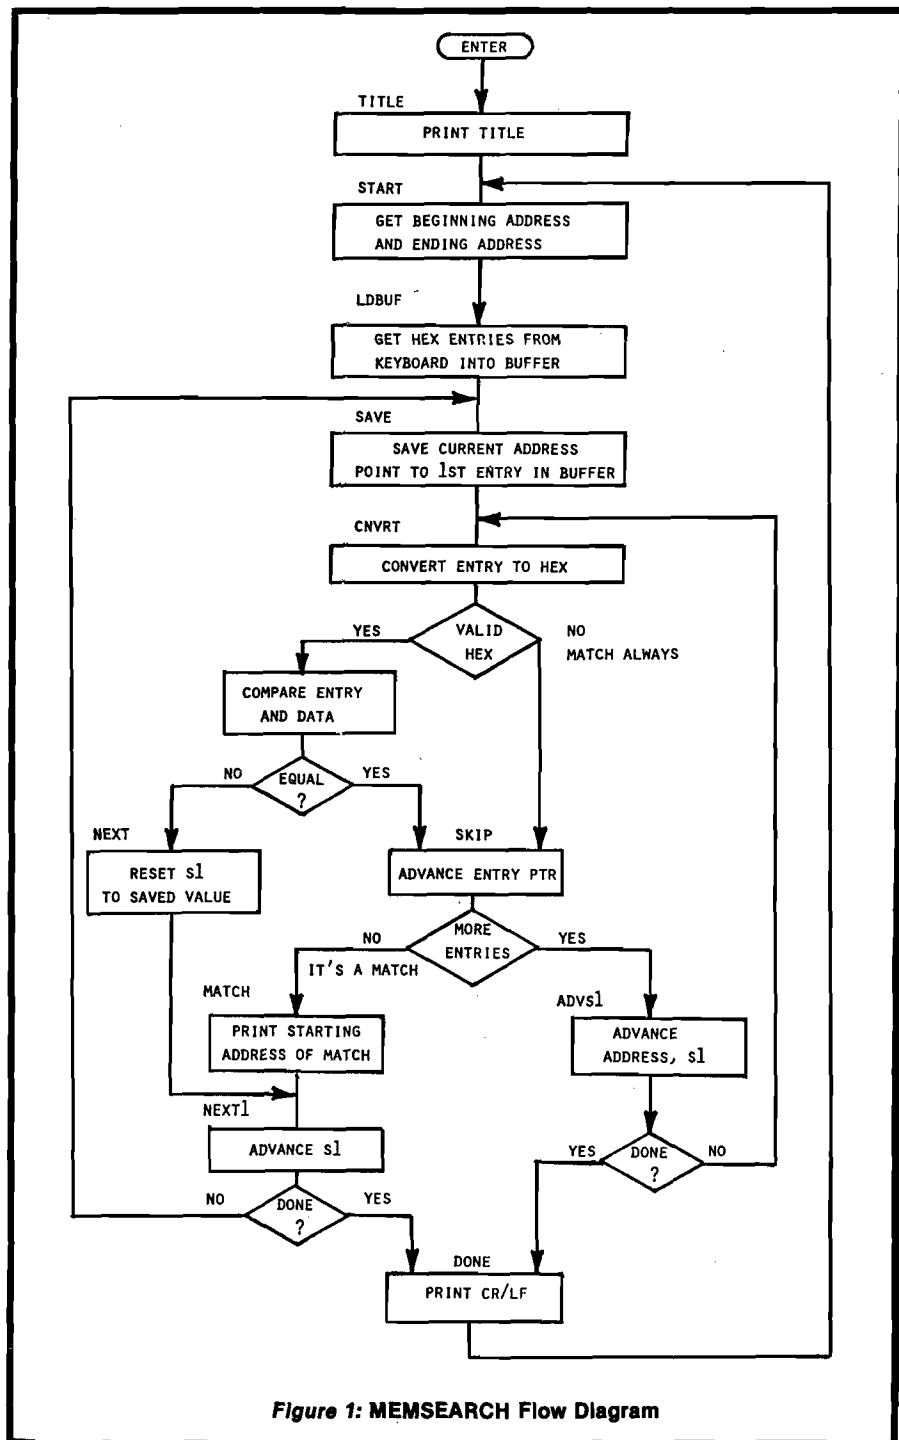 ENTER
TITLE
PRINT TITLE
START
GET BEGINNING ADDRESS
AND ENDING ADDRESS
LDBUF
GET HEX ENTRIES FROM
KEYBOARD INTO BUFFER
SAVE
SAVE CURRENT ADDRESS
POINT TO 1ST ENTRY IN BUFFER
CNVRT
CONVERT ENTRY TO HEX
YES
VALID
HEX
NO
MATCH ALWAYS
COMPARE ENTRY
AND DATA
NO
EQUAL
?
YES
NEXT
RESET S1
TO SAVED VALUE
SKIP
ADVANCE ENTRY PTR
NO
IT'S A MATCH
MORE
ENTRIES
YES
MATCH
PRINT STARTING
ADDRESS OF MATCH
ADVS1
ADVANCE
ADDRESS, S1
NEXT1
ADVANCE S1
YES
DONE
?
NO
NO
DONE
?
YES
DONE
PRINT CR/LF
Figure 1: MEMSEARCH Flow Diagram